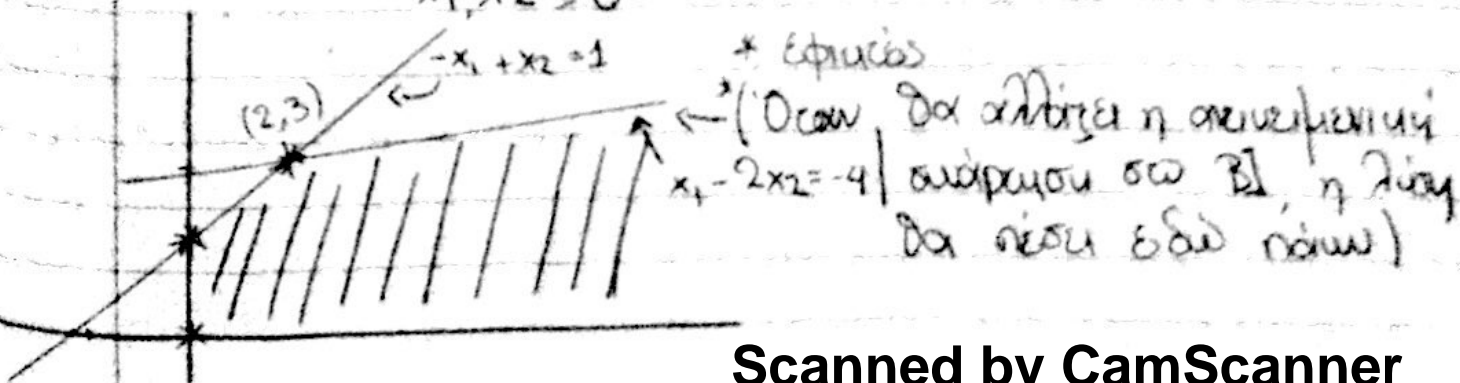 x₁, x₂ ≥ 0
-x₁ + x₂ = 1
* εφικτός
(2,3)
(Όταν θα αλλάζει η αντικειμενική
x₁ - 2x₂ = -4
συνάρτηση στο Β], η λύση
θα πέσει εδώ πάνω)
Scanned by CamScanner